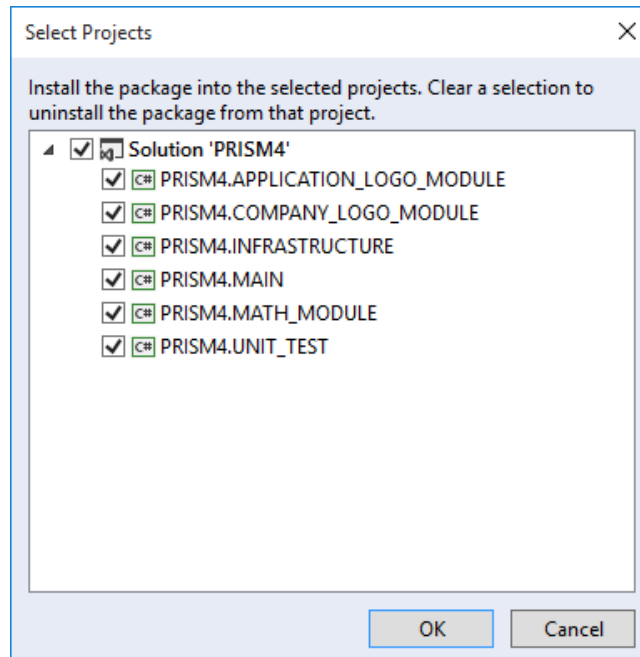 Select Projects
Install the package into the selected projects. Clear a selection to
uninstall the package from that project.
Solution 'PRISM4'
C# PRISM4.APPLICATION_LOGO_MODULE
C# PRISM4.COMPANY_LOGO_MODULE
C# PRISM4.INFRASTRUCTURE
C# PRISM4.MAIN
C# PRISM4.MATH_MODULE
C# PRISM4.UNIT_TEST
OK Cancel